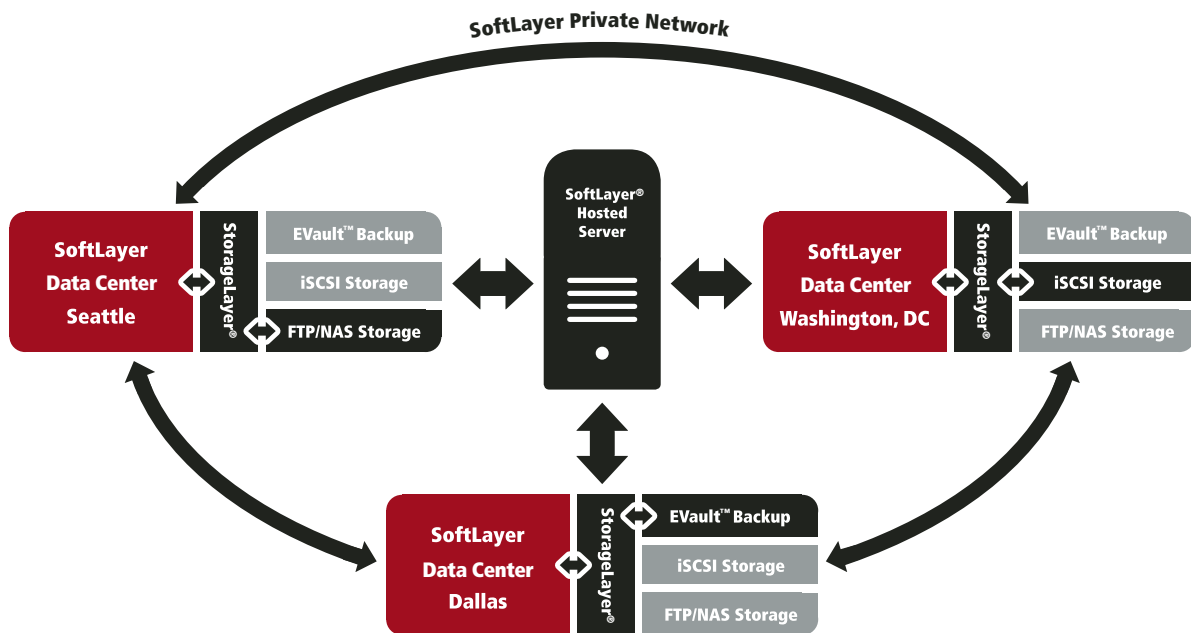 SoftLayer Private Network
SoftLayer®
Hosted
Server
SoftLayer
Data Center
Seattle
StorageLayer®
EVault™ Backup
iSCSI Storage
FTP/NAS Storage
SoftLayer
Data Center
Washington, DC
StorageLayer®
EVault™ Backup
iSCSI Storage
FTP/NAS Storage
SoftLayer
Data Center
Dallas
StorageLayer®
EVault™ Backup
iSCSI Storage
FTP/NAS Storage